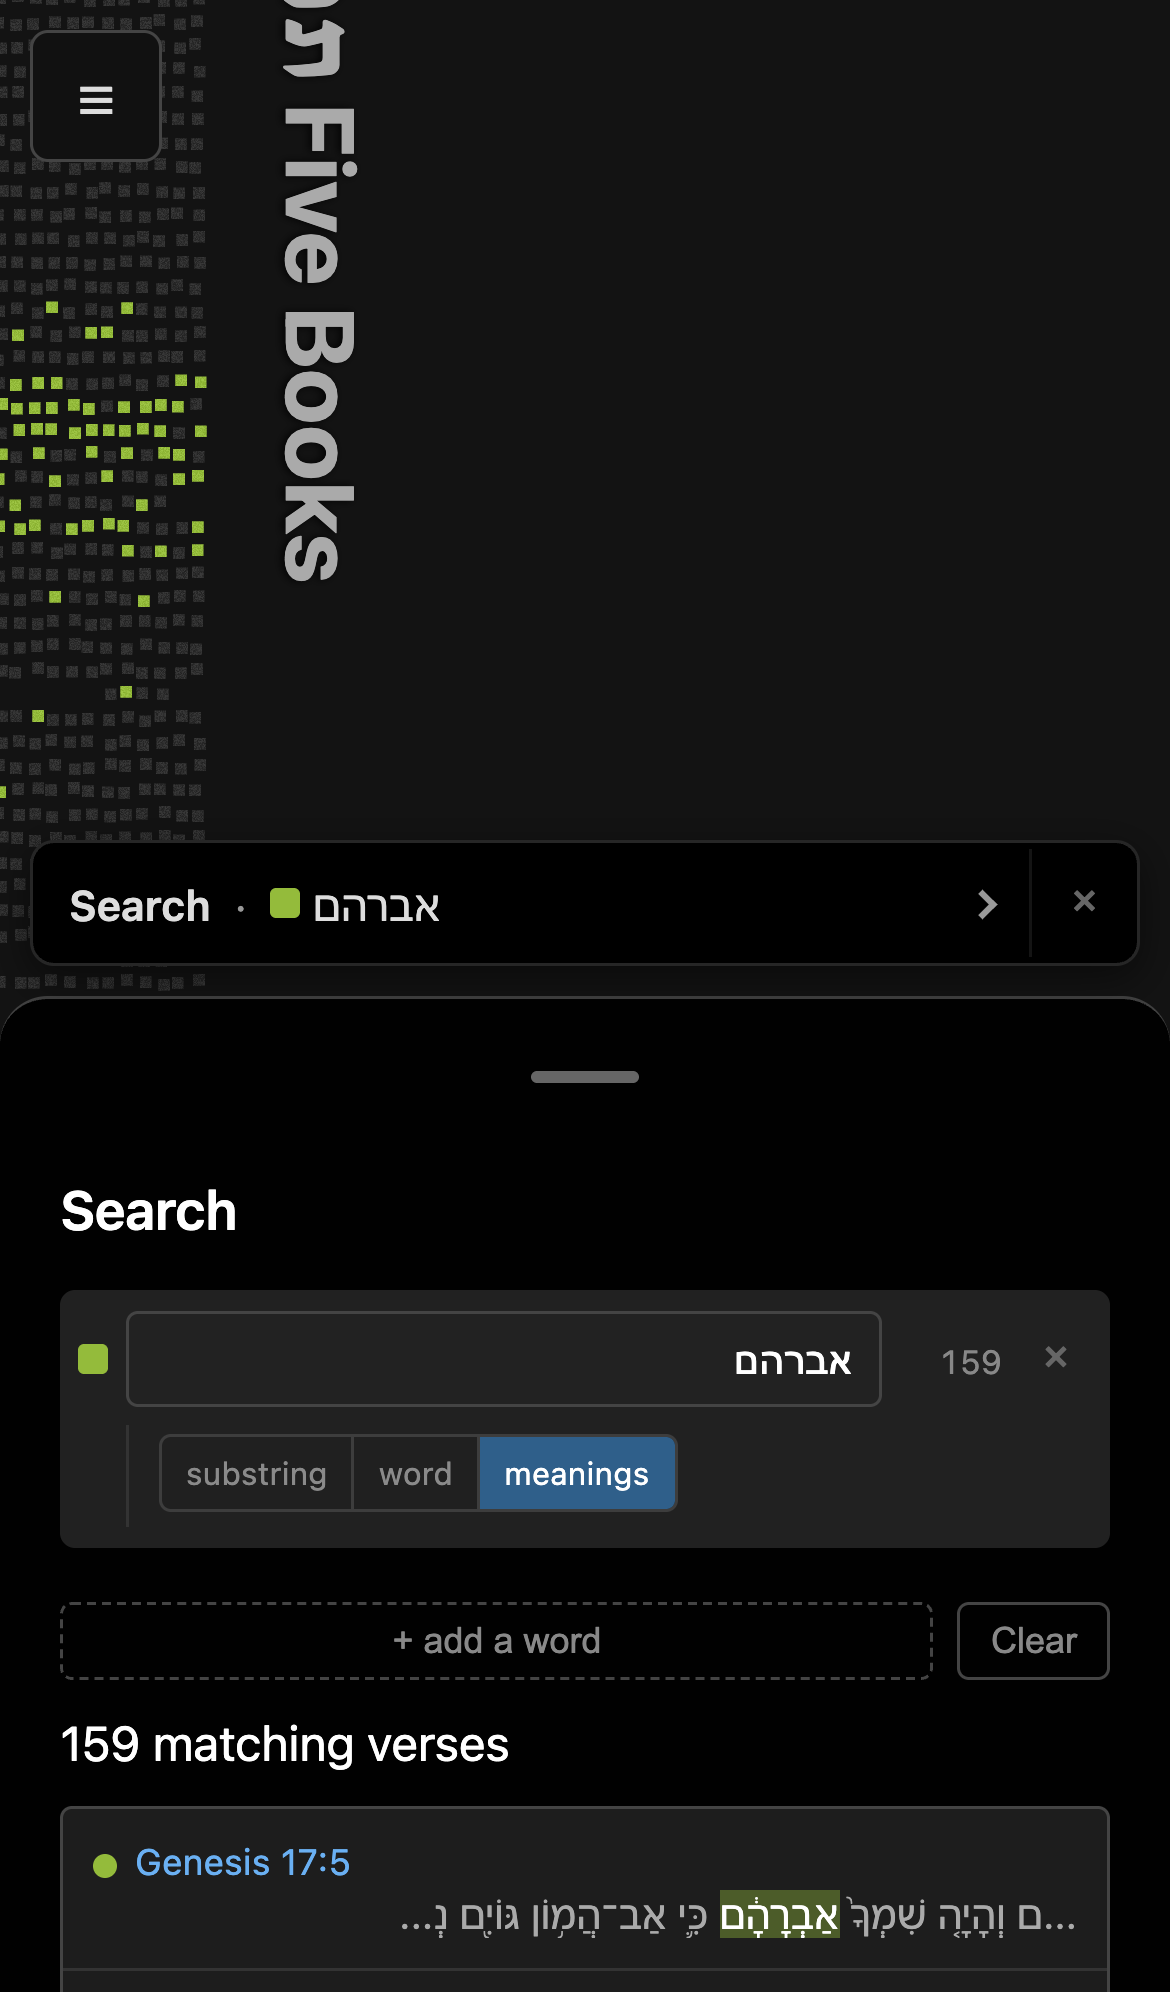 Five Books
Search · אברהם
Search
אברהם 159
substring word meanings
+ add a word Clear
159 matching verses
Genesis 17:5
...ם וְהָיָ֤ה שִׁמְךָ֙ אַבְרָהָ֔ם כִּ֛י אַב־הֲמ֥וֹן גּוֹיִ֖ם נְ...